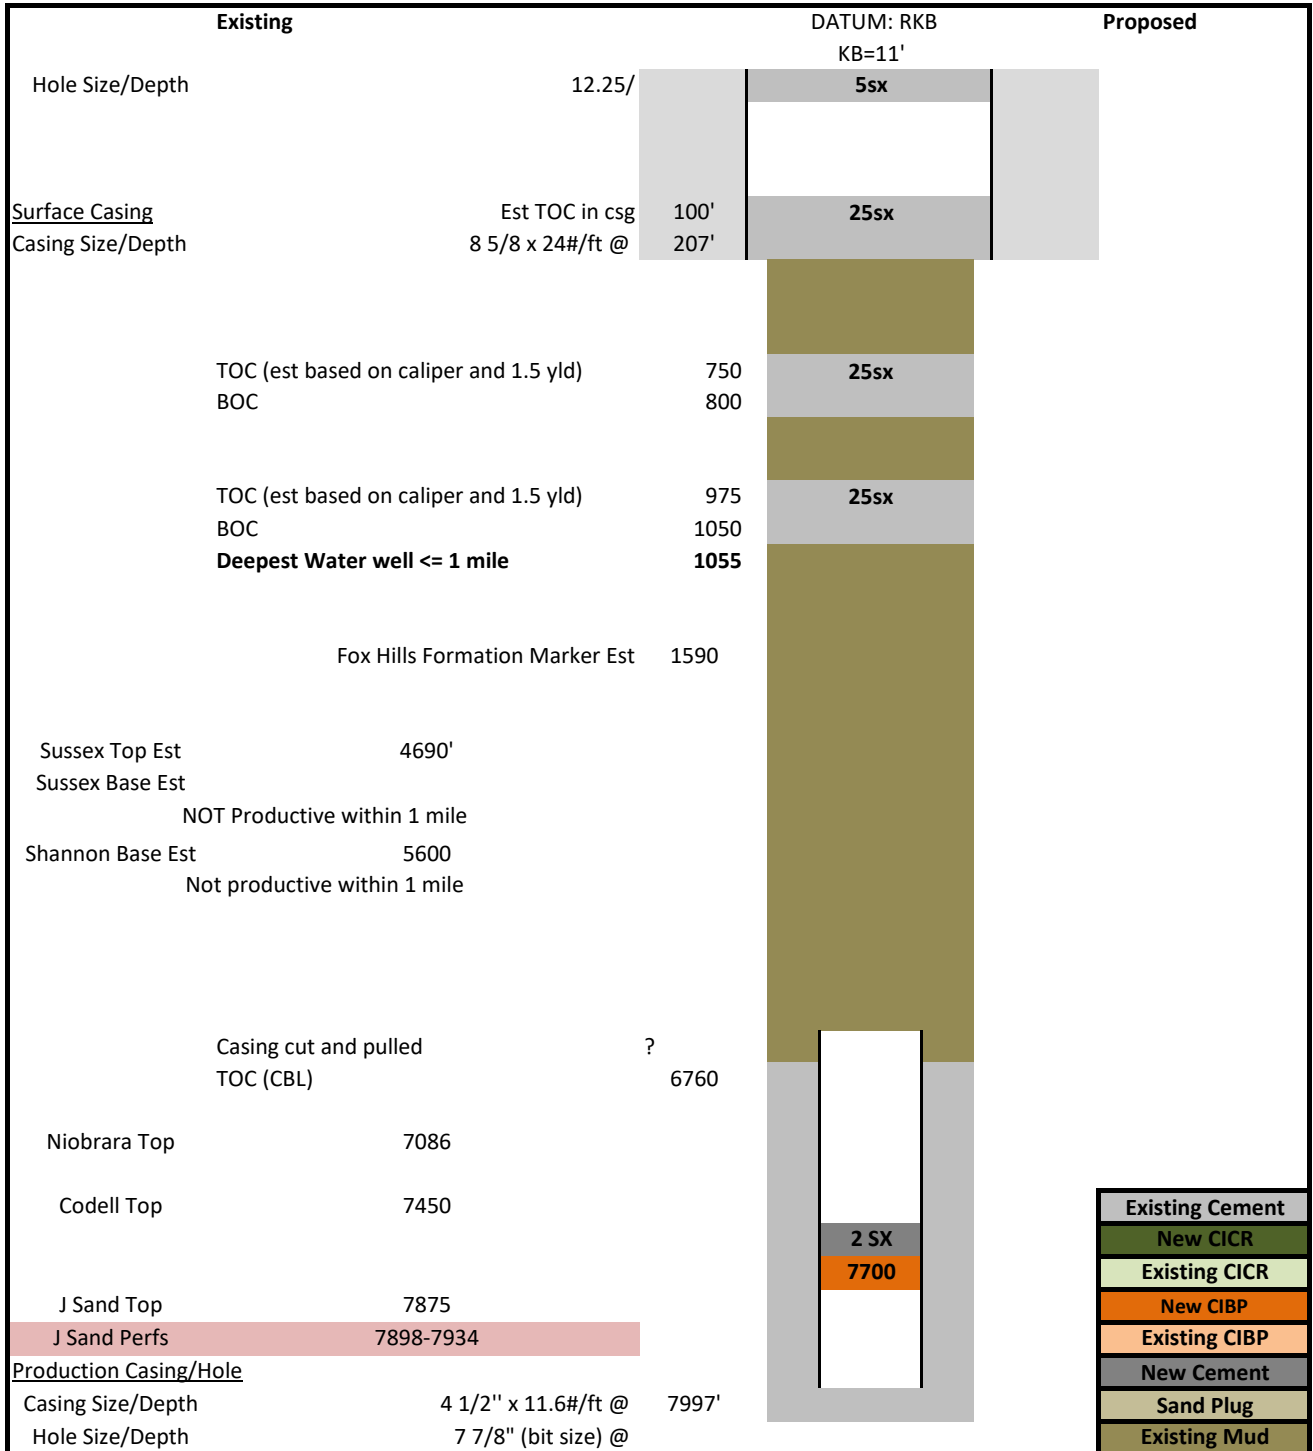 Existing DATUM: RKB Proposed
KB=11'
Hole Size/Depth 12.25/ 5sx
Surface Casing Est TOC in csg 100' 25sx
Casing Size/Depth 8 5/8 x 24#/ft @ 207'
TOC (est based on caliper and 1.5 yld) 750 25sx
BOC 800
TOC (est based on caliper and 1.5 yld) 975 25sx
BOC 1050
Deepest Water well <= 1 mile 1055
Fox Hills Formation Marker Est 1590
Sussex Top Est 4690'
Sussex Base Est
NOT Productive within 1 mile
Shannon Base Est 5600
Not productive within 1 mile
Casing cut and pulled ?
TOC (CBL) 6760
Niobrara Top 7086
Codell Top 7450 Existing Cement
2 SX New CICR
7700 Existing CICR
J Sand Top 7875 New CIBP
J Sand Perfs 7898-7934 Existing CIBP
Production Casing/Hole New Cement
Casing Size/Depth 4 1/2'' x 11.6#/ft @ 7997' Sand Plug
Hole Size/Depth 7 7/8" (bit size) @ Existing Mud